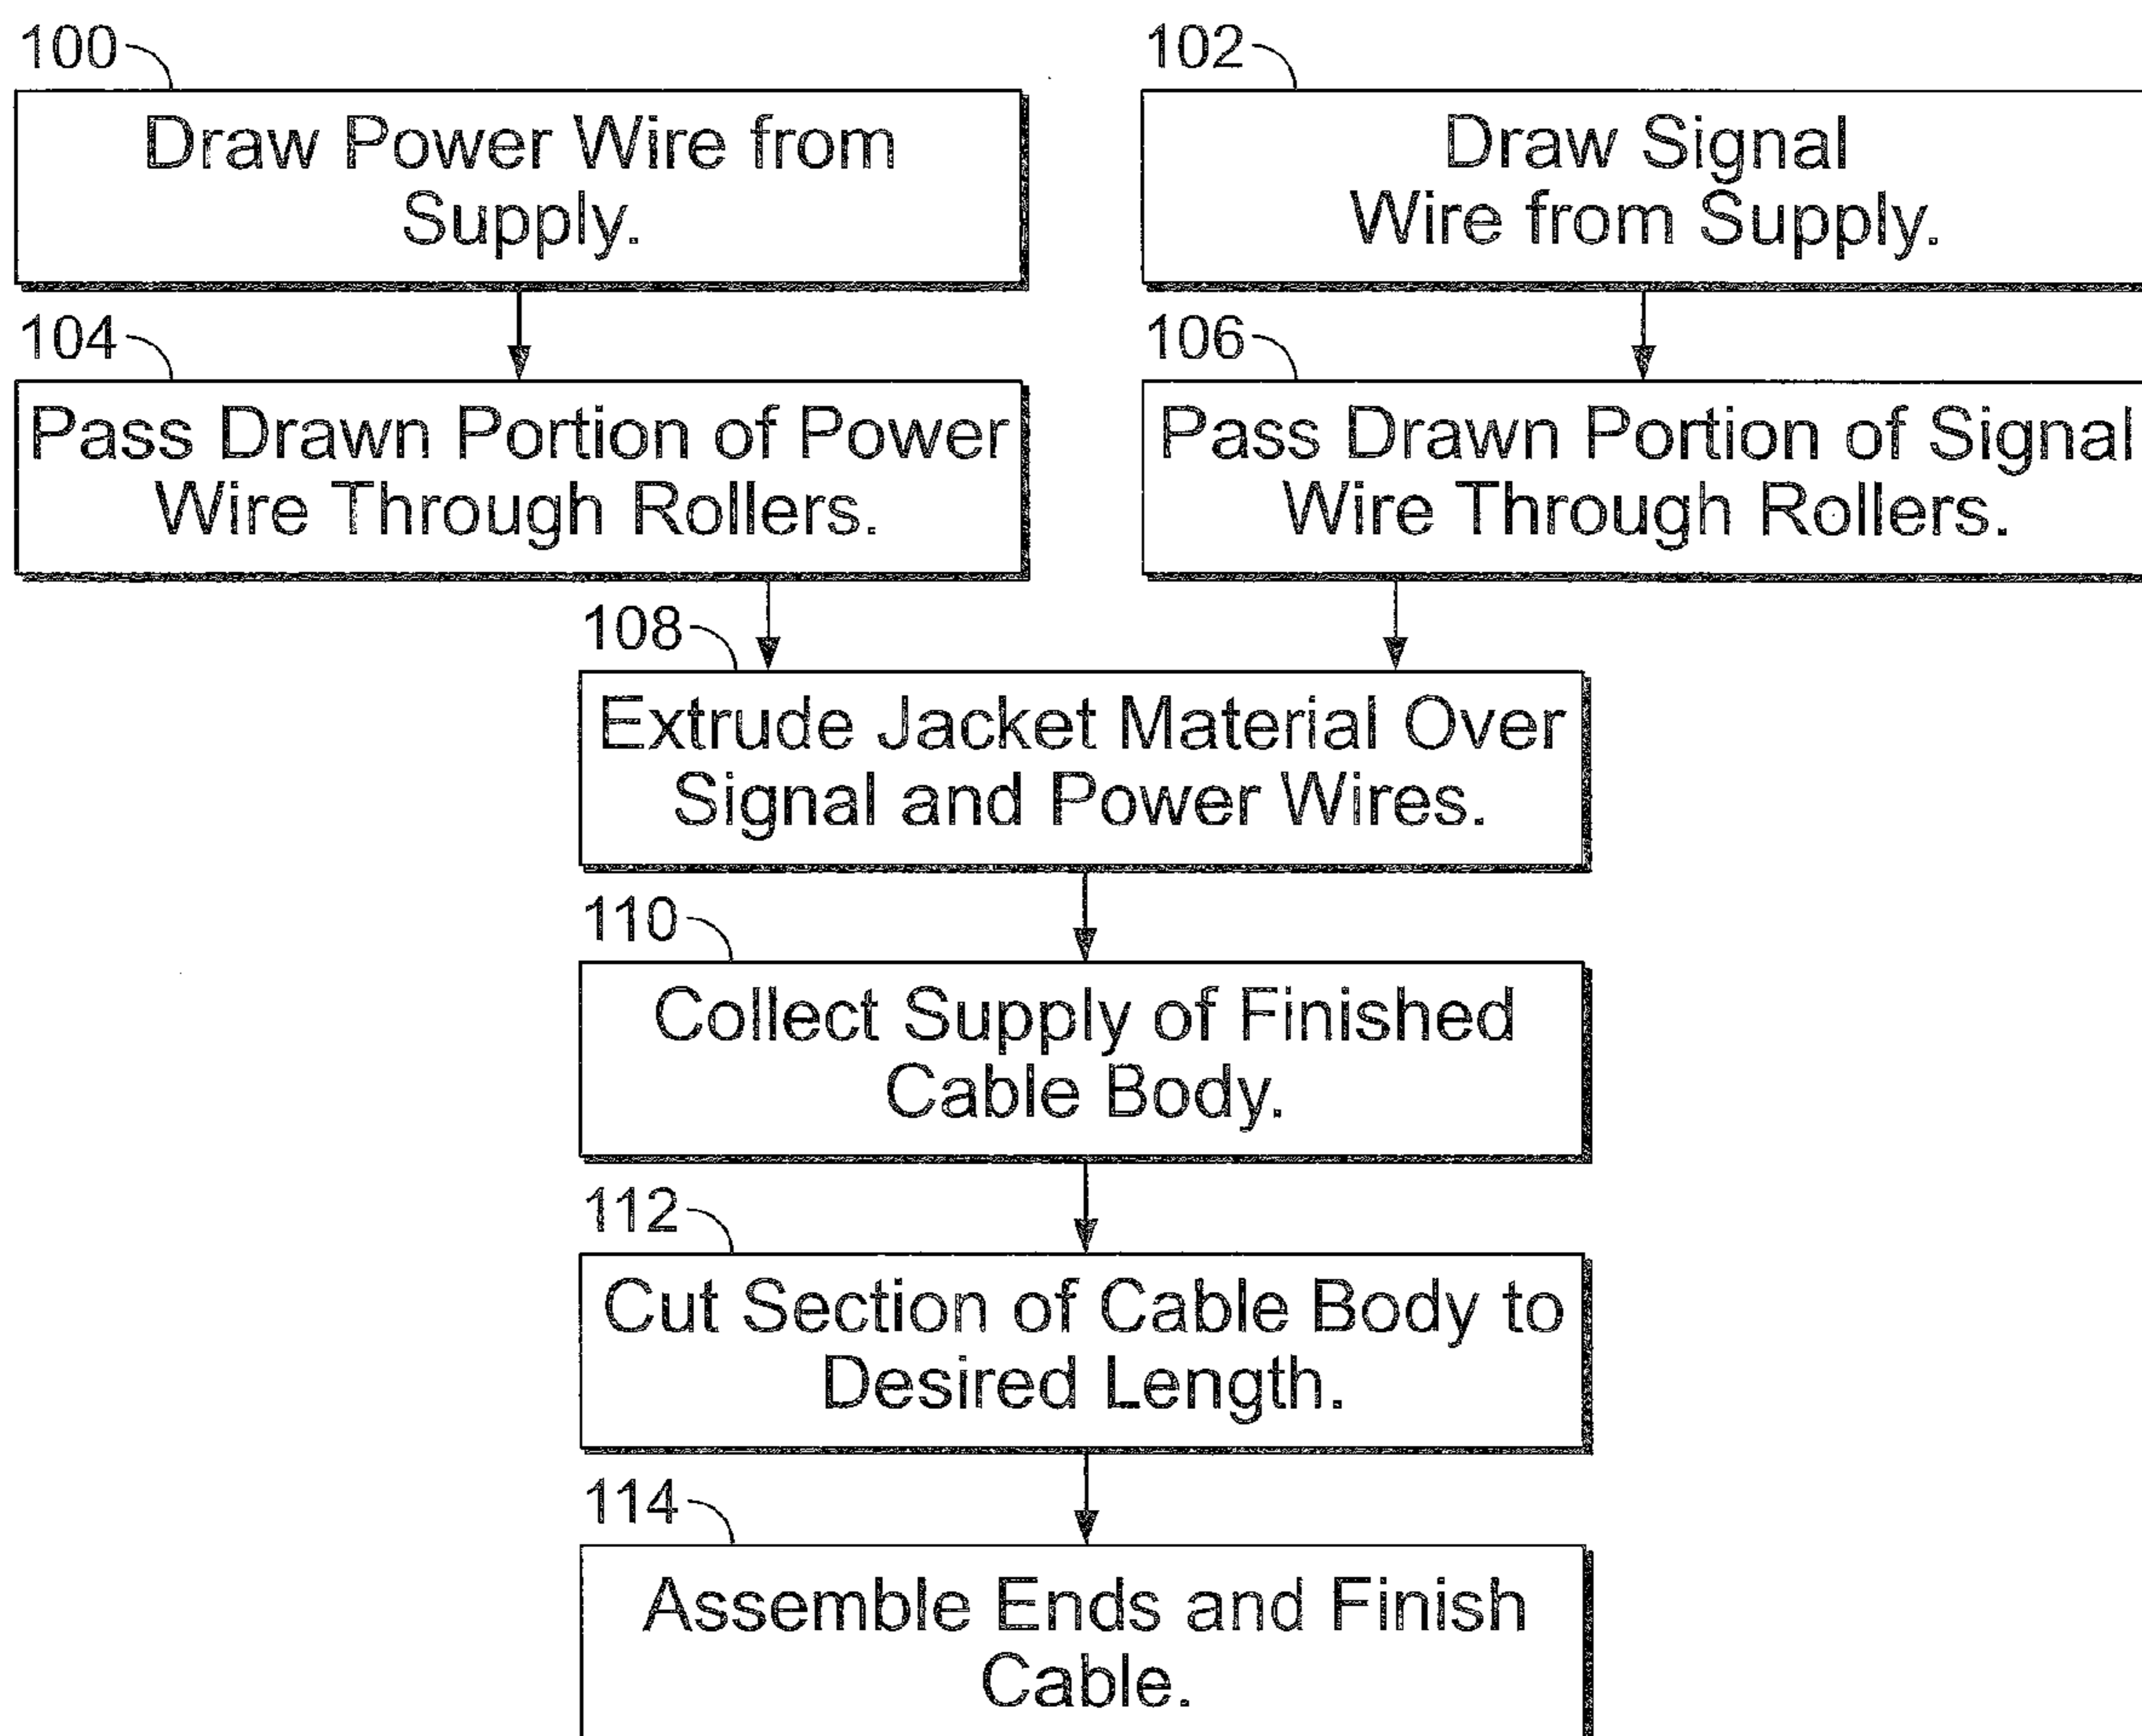 100
Draw Power Wire from
Supply.
102
Draw Signal
Wire from Supply.
104
Pass Drawn Portion of Power
Wire Through Rollers.
106
Pass Drawn Portion of Signal
Wire Through Rollers.
108
Extrude Jacket Material Over
Signal and Power Wires.
110
Collect Supply of Finished
Cable Body.
112
Cut Section of Cable Body to
Desired Length.
114
Assemble Ends and Finish
Cable.